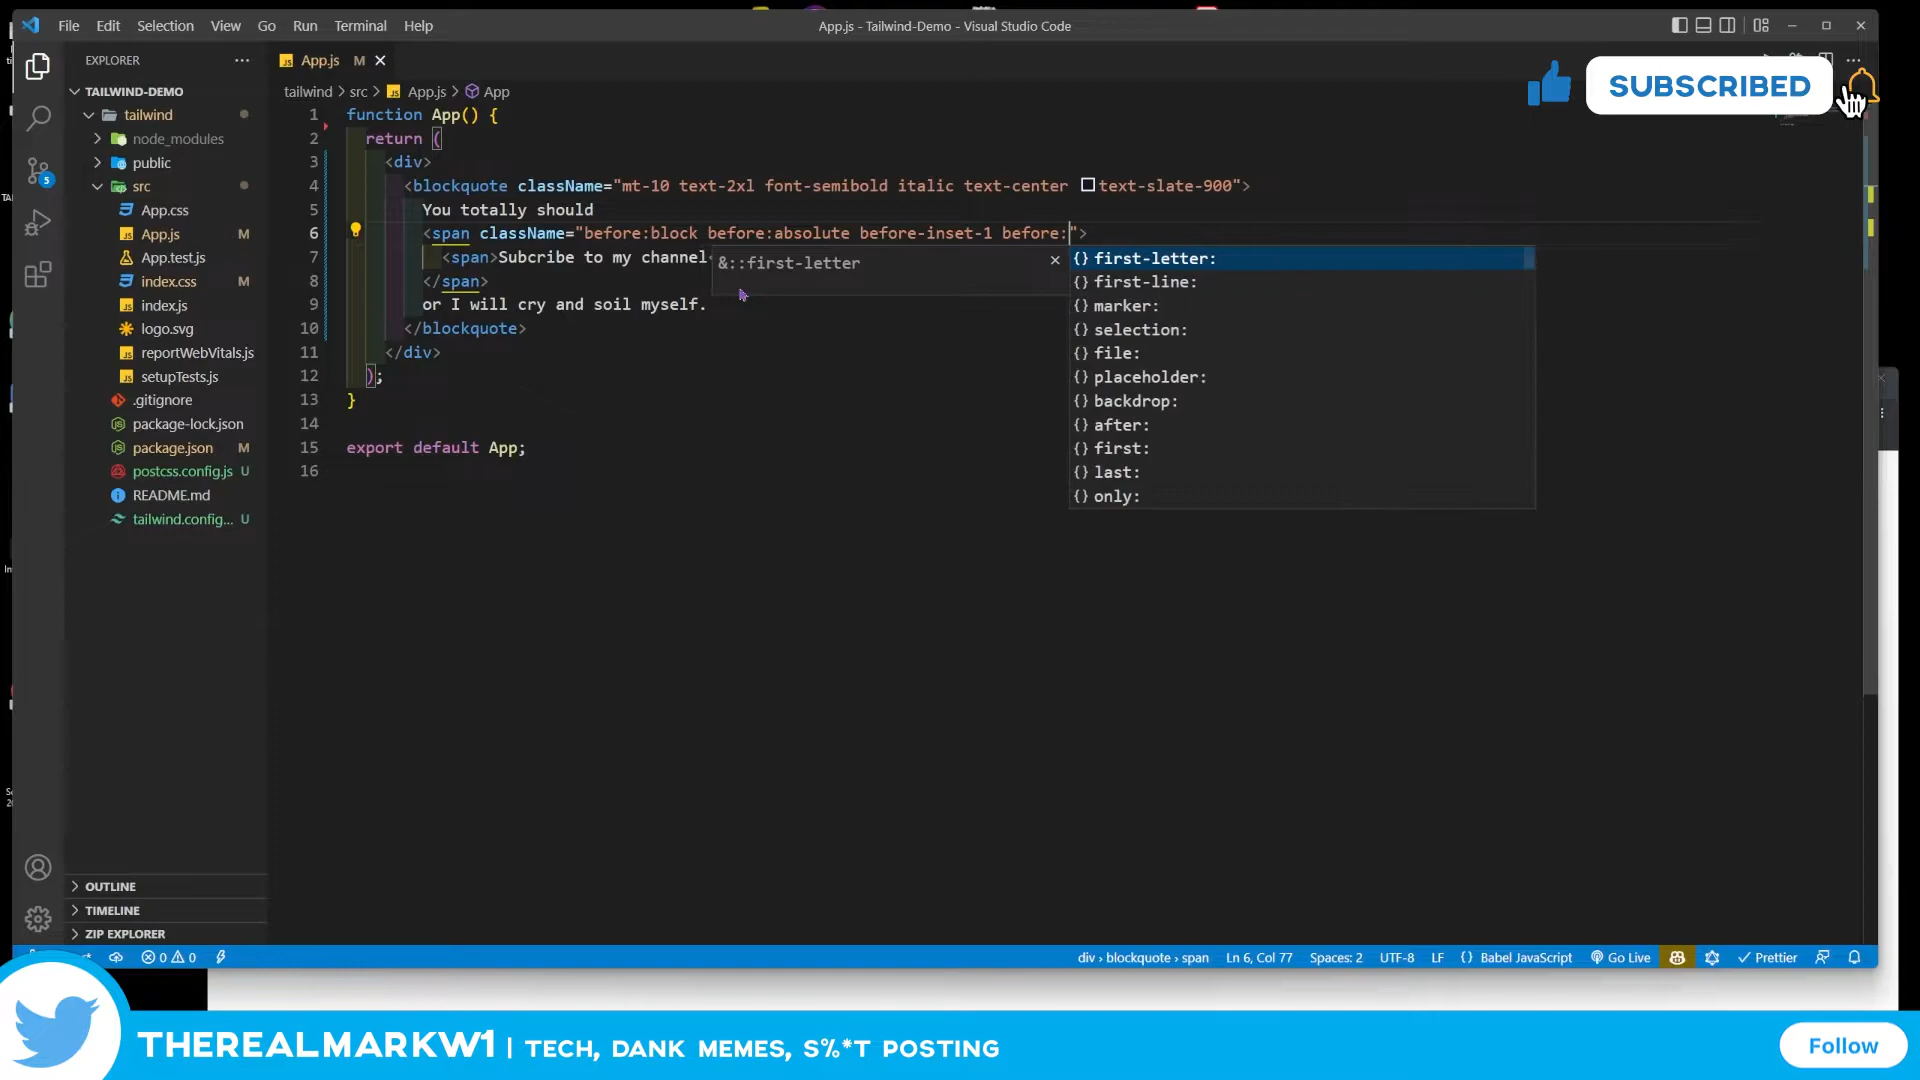 File Edit Selection View Go Run Terminal Help
App.js - Tailwind-Demo - Visual Studio Code
EXPLORER
App.js M
SUBSCRIBED
TAILWIND-DEMO
tailwind
node_modules
public
src
App.css
App.js M
App.test.js
index.css
index.js
logo.svg
reportWebVitals.js
setupTests.js
.gitignore
package-lock.json
package.json M
postcss.config.js U
README.md
tailwind.config... U
OUTLINE
TIMELINE
ZIP EXPLORER
5
tailwind > src > App.js > App
1 function App() {
2 return (
3 <div>
4 <blockquote className="mt-10 text-2xl font-semibold italic text-center text-slate-900">
5 You totally should
6 <span className="before:block before:absolute before-inset-1 before:">
7 <span>Subcribe to my channel
8 </span>
9 or I will cry and soil myself.
10 </blockquote>
11 </div>
12 );
13 }
14
15 export default App;
16
&::first-letter
{} first-letter:
{} first-line:
{} marker:
{} selection:
{} file:
{} placeholder:
{} backdrop:
{} after:
{} first:
{} last:
{} only:
0 0
div › blockquote › span Ln 6, Col 77 Spaces: 2 UTF-8 LF {} Babel JavaScript Go Live Prettier
THEREALMARKW1 | TECH, DANK MEMES, S%*T POSTING
Follow